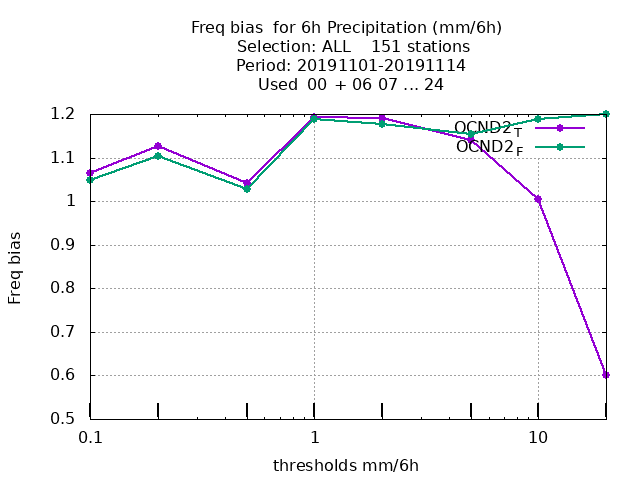 Freq bias  for 6h Precipitation (mm/6h)
Selection: ALL    151 stations
Period: 20191101-20191114
Used  00  + 06 07 ... 24
1.2
1.1
1
0.9
0.8
0.7
0.6
0.5
Freq bias
OCND2T
OCND2F
0.1
1
10
thresholds mm/6h